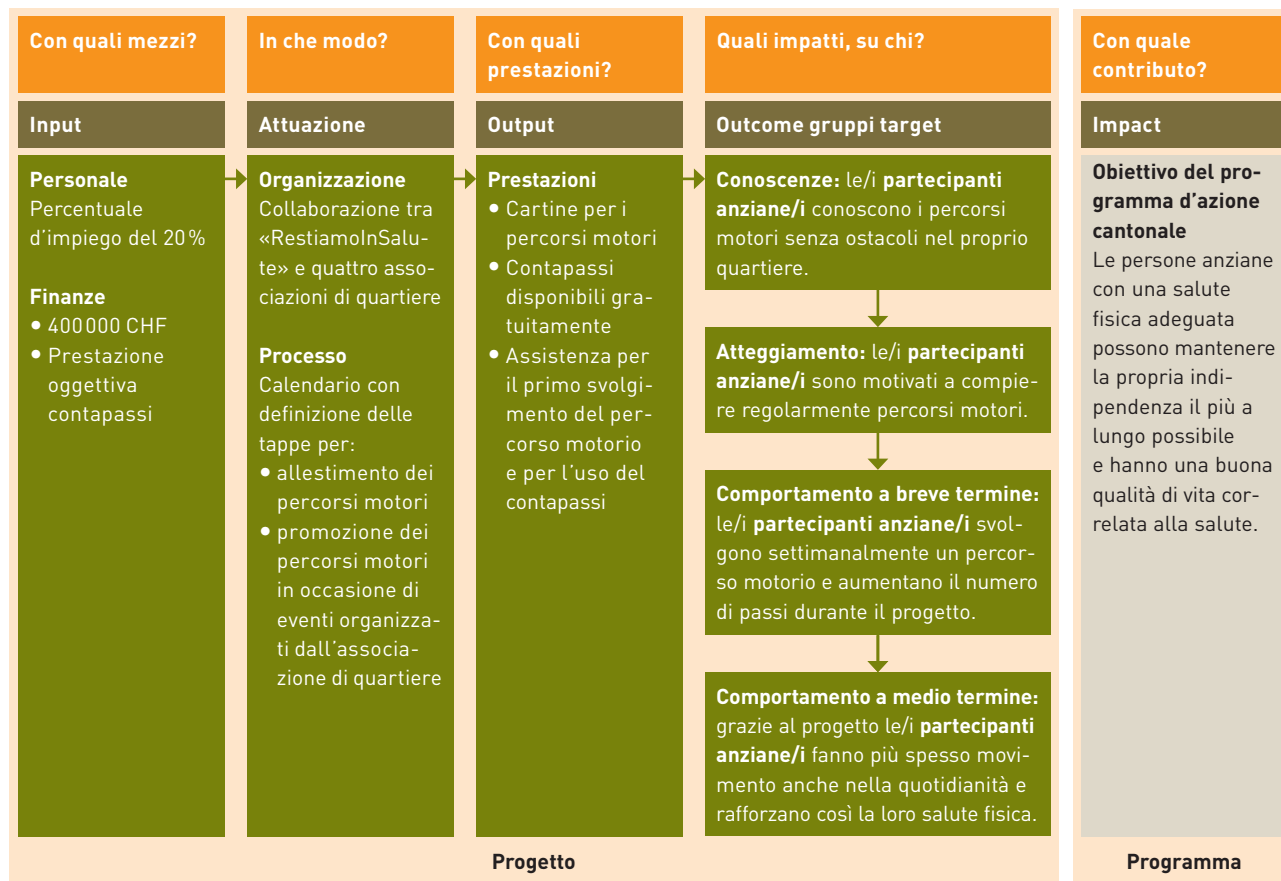 Con quali mezzi?
Input
Personale
Percentuale
d'impiego del 20 %
Finanze
• 400 000 CHF
• Prestazione
oggettiva
contapassi
In che modo?
Attuazione
Organizzazione
Collaborazione tra
«RestiamoInSalu-
te» e quattro asso-
ciazioni di quartiere
Processo
Calendario con
definizione delle
tappe per:
• allestimento dei
percorsi motori
• promozione dei
percorsi motori
in occasione di
eventi organizza-
ti dall'associa-
zione di quartiere
Con quali
prestazioni?
Output
Prestazioni
• Cartine per i
percorsi motori
• Contapassi
disponibili gra-
tuitamente
• Assistenza per
il primo svolgi-
mento del per-
corso motorio
e per l'uso del
contapassi
Quali impatti, su chi?
Outcome gruppi target
Conoscenze: le/i partecipanti
anziane/i conoscono i percorsi
motori senza ostacoli nel proprio
quartiere.
Atteggiamento: le/i partecipanti
anziane/i sono motivati a compie-
re regolarmente percorsi motori.
Comportamento a breve termine:
le/i partecipanti anziane/i svol-
gono settimanalmente un percor-
so motorio e aumentano il numero
di passi durante il progetto.
Comportamento a medio termine:
grazie al progetto le/i partecipanti
anziane/i fanno più spesso movi-
mento anche nella quotidianità e
rafforzano così la loro salute fisica.
Progetto
Con quale
contributo?
Impact
Obiettivo del pro-
gramma d'azione
cantonale
Le persone anziane
con una salute
fisica adeguata
possono mantenere
la propria indi-
pendenza il più a
lungo possibile
e hanno una buona
qualità di vita cor-
relata alla salute.
Programma